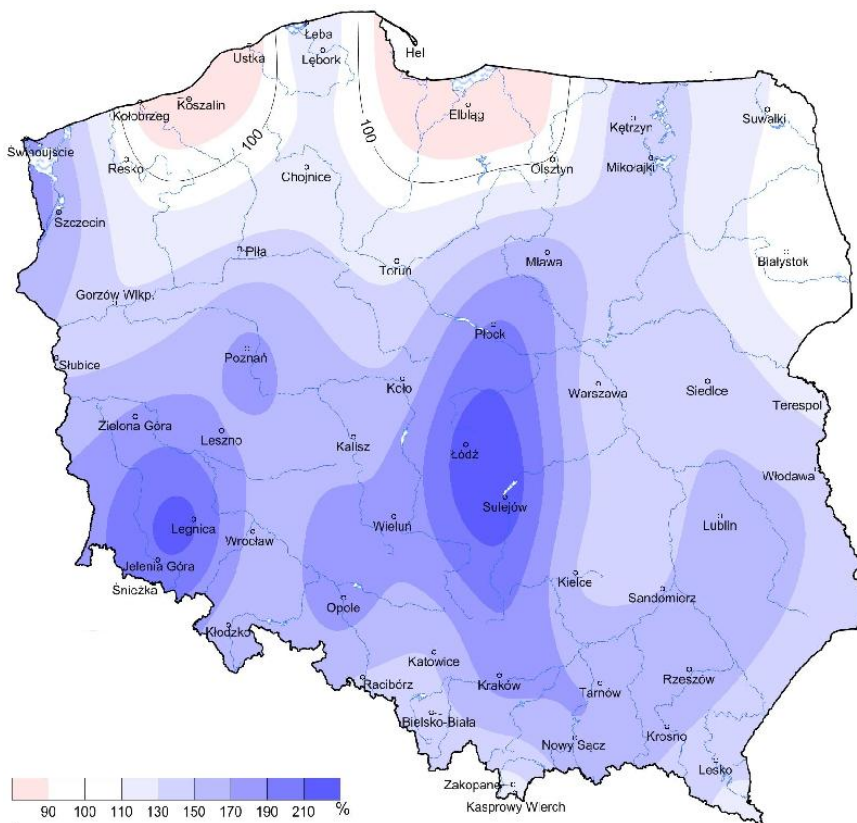 Łeba
Hel
Ustka
Lębork
Koszalin
Kołobrzeg
Elbląg
100
100
Kętrzyn
Suwałki
Świnoujście
Resko
Chojnice
Olsztyn
Mikołajki
Szczecin
Piła
Toruń
Mława
Białystok
Gorzów Wlkp.
Płock
Słubice
Poznań
Koło
Warszawa
Siedlce
Terespol
Zielona Góra
Leszno
Kalisz
Łódź
Włodawa
Sulejów
Legnica
Wrocław
Wieluń
Lublin
Jelenia Góra
Śnieżka
Kielce
Sandomierz
Opole
Kłodzko
Katowice
Racibórz
Kraków
Tarnów
Rzeszów
Bielsko-Biała
Krosno
Nowy Sącz
Lesko
Zakopane
Kasprowy Wierch
90 100 110 130 150 170 190 210 %